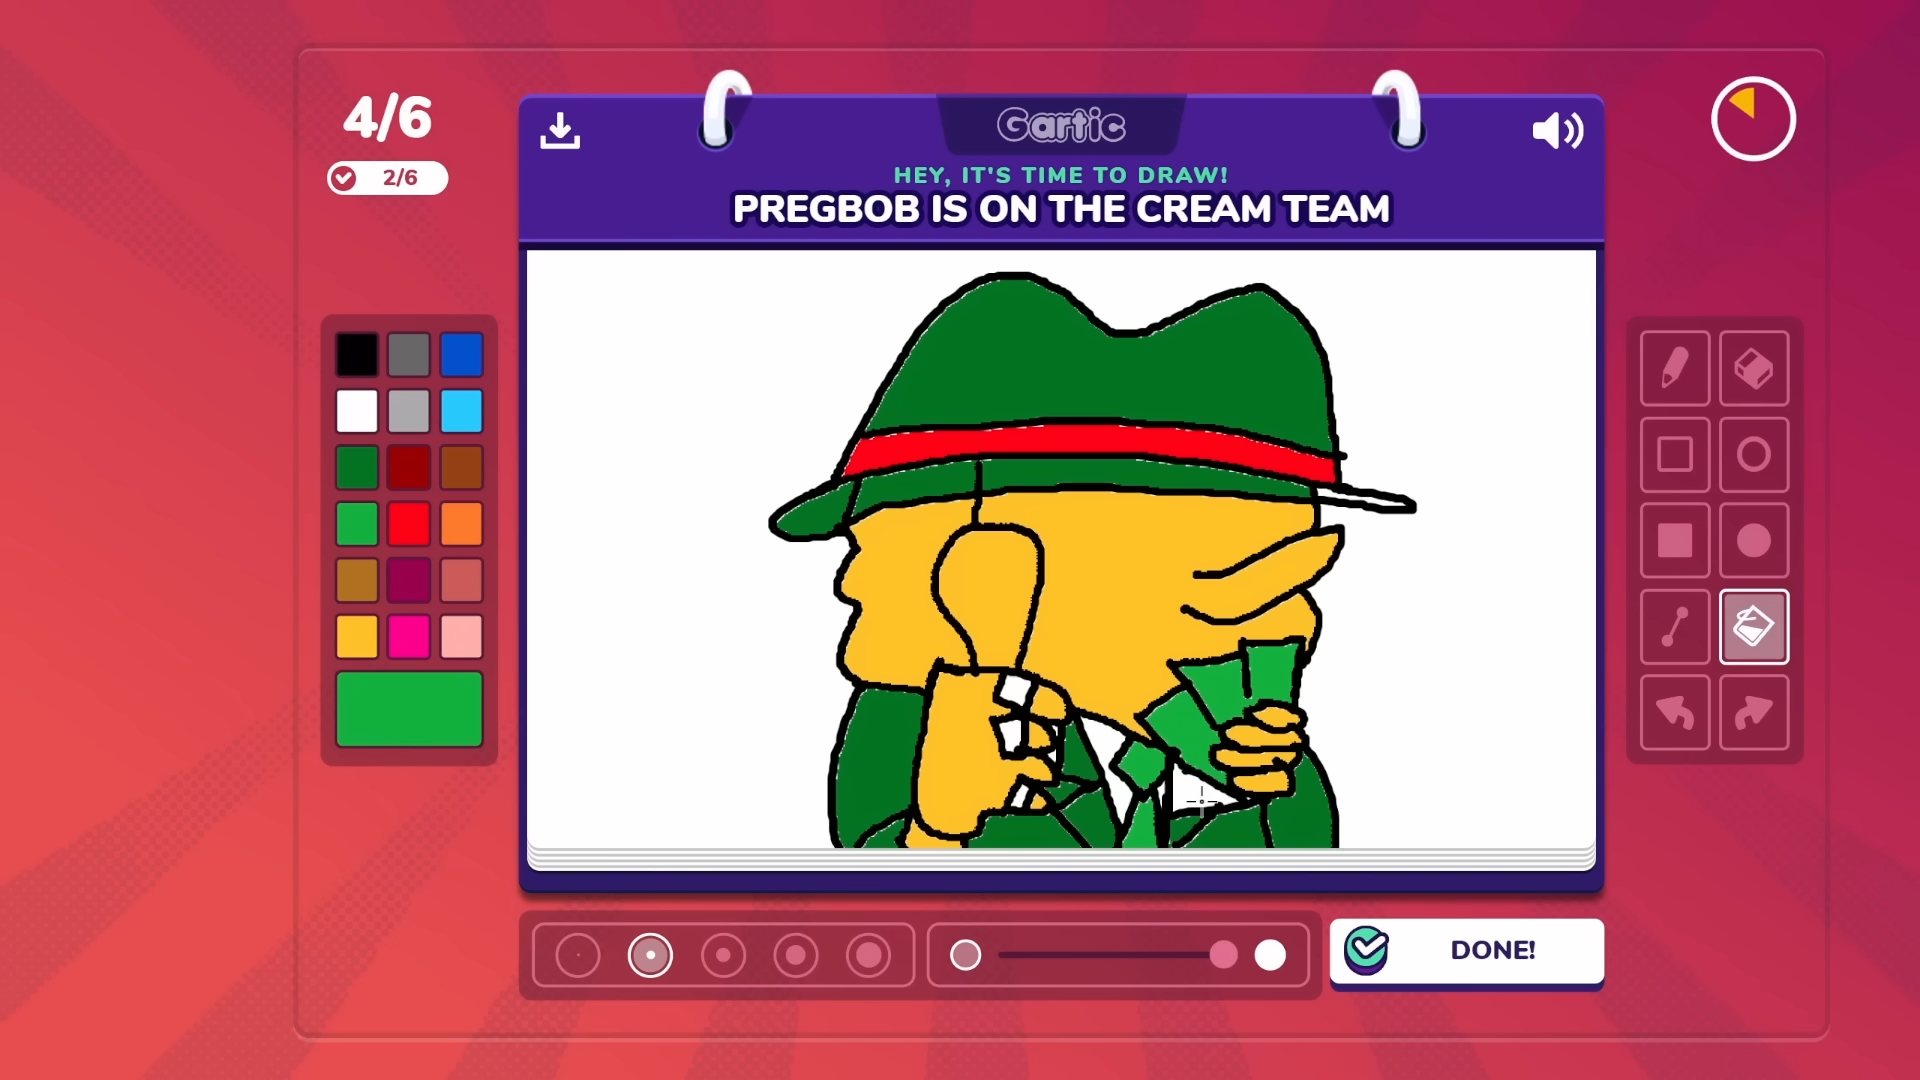 4/6
2/6
Gartic
HEY, IT'S TIME TO DRAW!
PREGBOB IS ON THE CREAM TEAM
DONE!